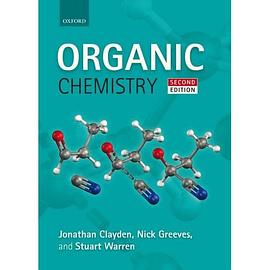 OXFORD
ORGANIC
CHEMISTRY
SECOND
EDITION
Jonathan Clayden, Nick Greeves,
and Stuart Warren